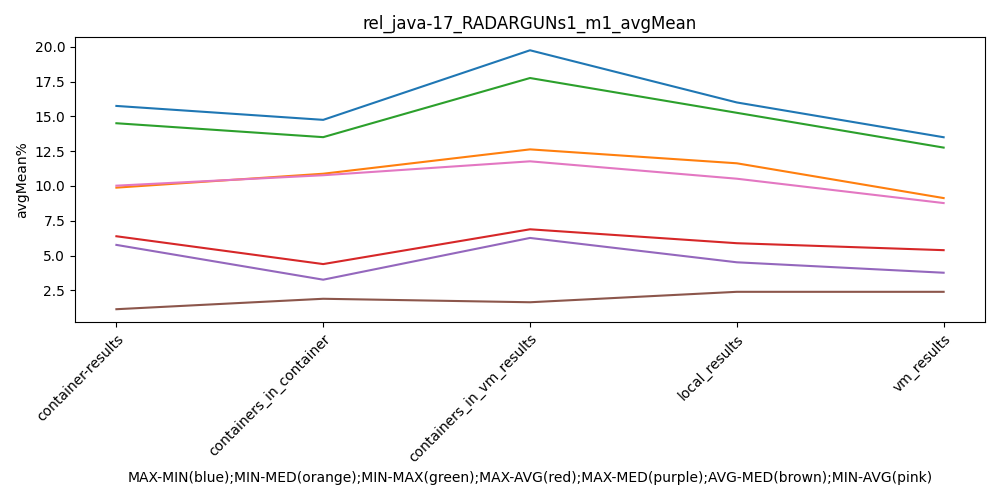 rel_java-17_RADARGUNs1_m1_avgMean
avgMean%
20.0
17.5
15.0
12.5
10.0
7.5
5.0
2.5
container-results
containers_in_container
containers_in_vm_results
local_results
vm_results
MAX-MIN(blue);MIN-MED(orange);MIN-MAX(green);MAX-AVG(red);MAX-MED(purple);AVG-MED(brown);MIN-AVG(pink)